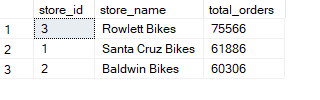 store_id store_name total_orders
1 3 Rowlett Bikes 75566
2 1 Santa Cruz Bikes 61886
3 2 Baldwin Bikes 60306